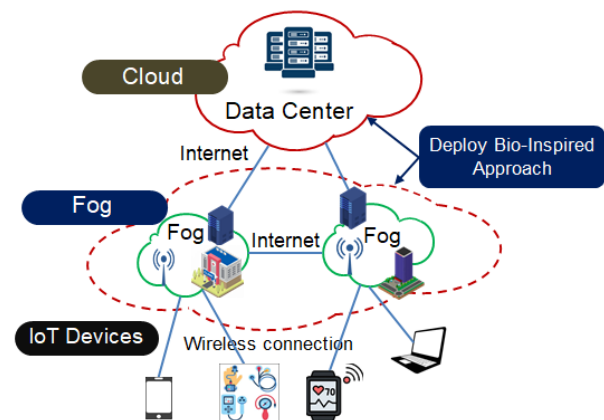 Cloud
Data Center
Internet
Deploy Bio-Inspired
Approach
Fog
Fog
Internet
Fog
IoT Devices
Wireless connection
70